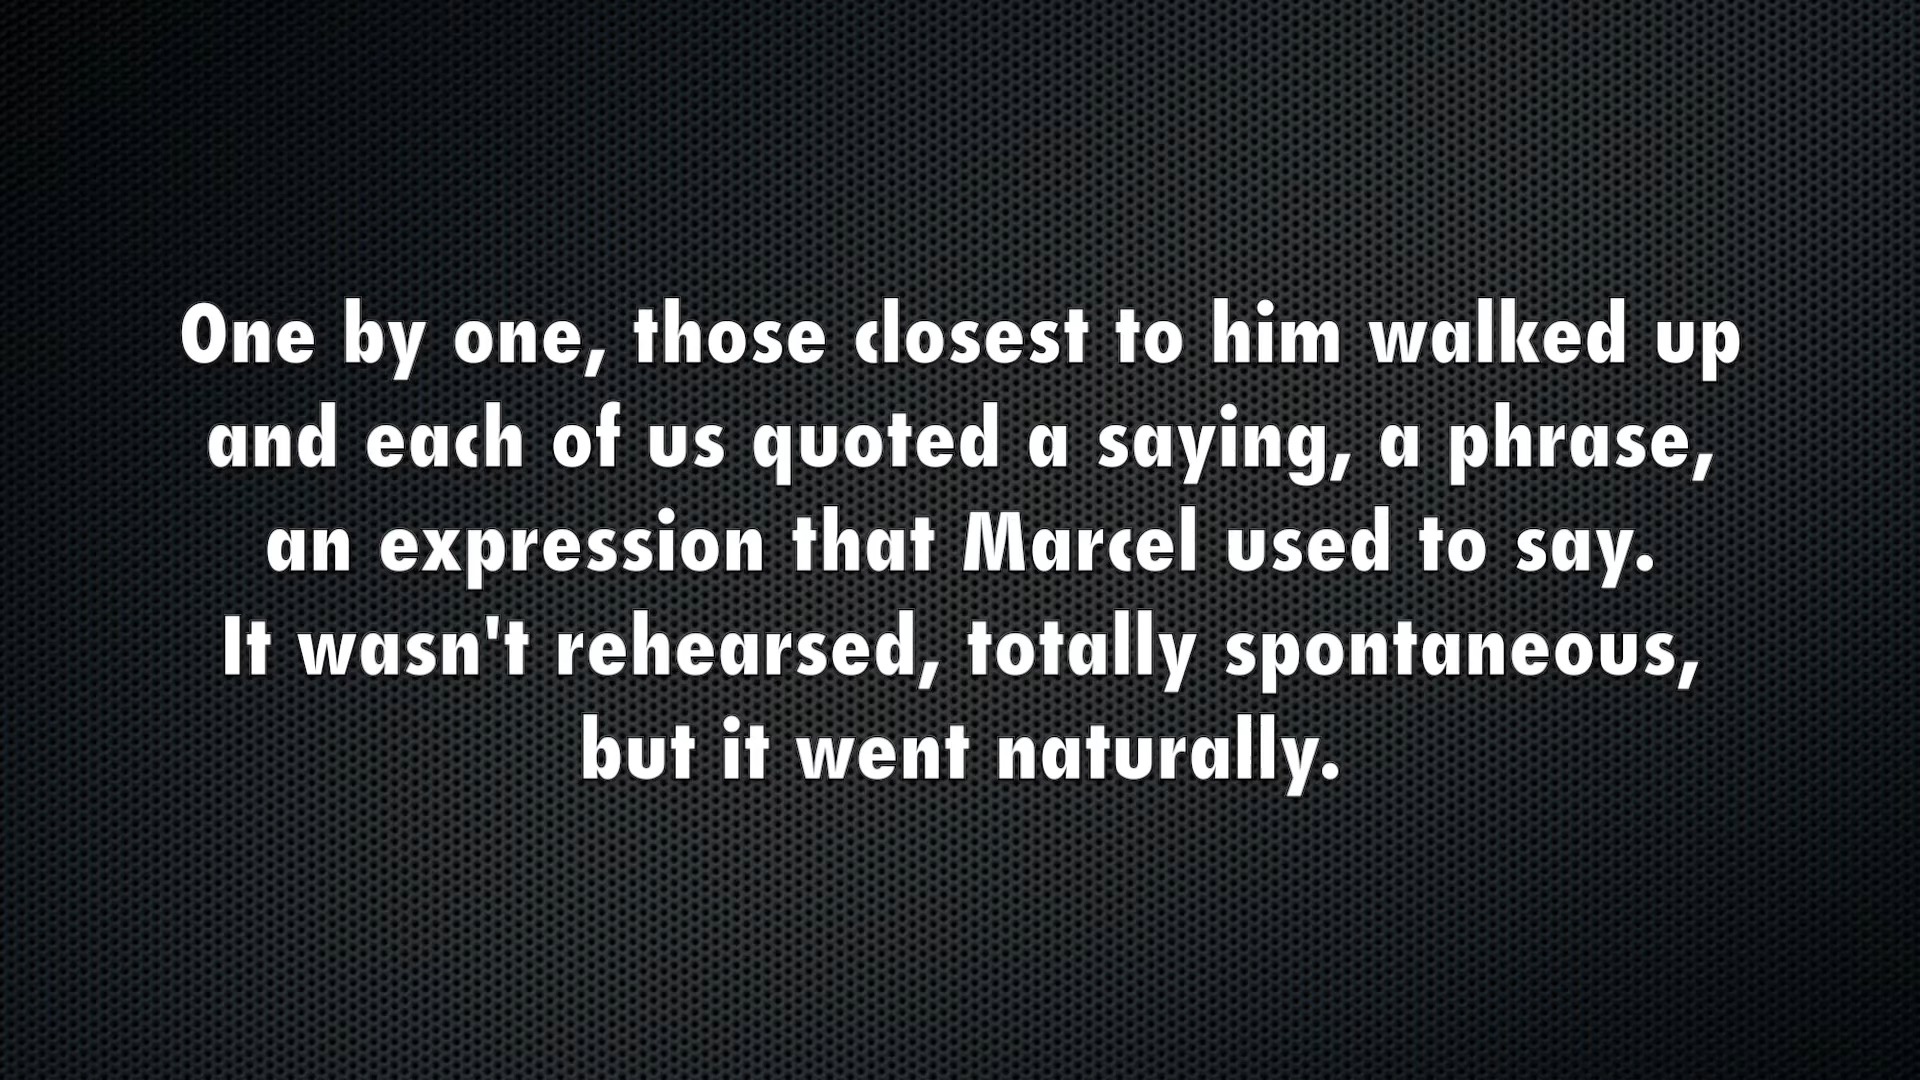 One by one, those closest to him walked up
and each of us quoted a saying, a phrase,
an expression that Marcel used to say.
It wasn't rehearsed, totally spontaneous,
but it went naturally.